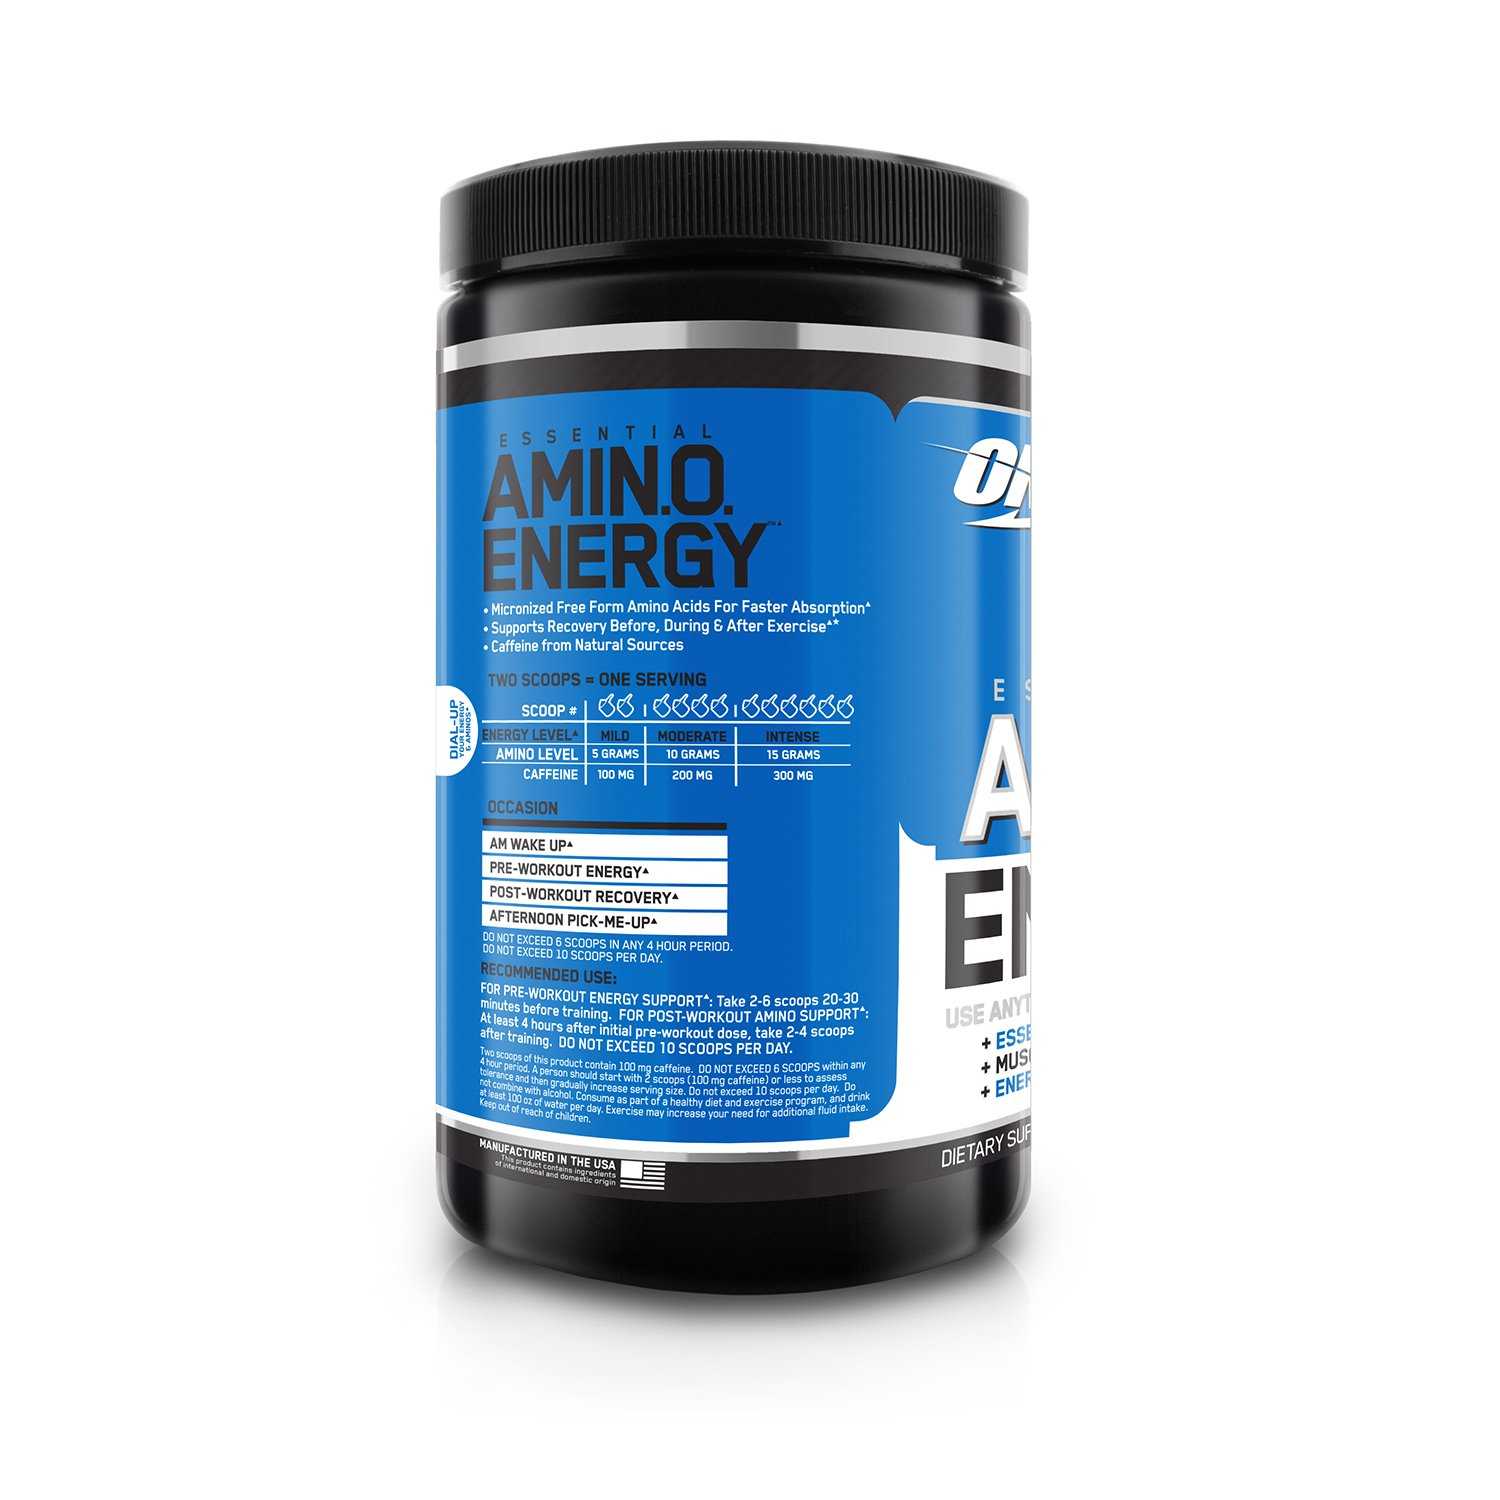 ESSENTIAL
AMIN.O.
ENERGY™▲
• Micronized Free Form Amino Acids For Faster Absorption▲
• Supports Recovery Before, During & After Exercise▲★
• Caffeine from Natural Sources
TWO SCOOPS = ONE SERVING
SCOOP #
ENERGY LEVEL▲ MILD MODERATE INTENSE
AMINO LEVEL 5 GRAMS 10 GRAMS 15 GRAMS
CAFFEINE 100 MG 200 MG 300 MG
DIAL-UP
YOUR ENERGY
& AMINOS
OCCASION
AM WAKE UP▲
PRE-WORKOUT ENERGY▲
POST-WORKOUT RECOVERY▲
AFTERNOON PICK-ME-UP▲
DO NOT EXCEED 6 SCOOPS IN ANY 4 HOUR PERIOD.
DO NOT EXCEED 10 SCOOPS PER DAY.
RECOMMENDED USE:
FOR PRE-WORKOUT ENERGY SUPPORT▲: Take 2-6 scoops 20-30
minutes before training. FOR POST-WORKOUT AMINO SUPPORT▲:
At least 4 hours after initial pre-workout dose, take 2-4 scoops
after training. DO NOT EXCEED 10 SCOOPS PER DAY.
Two scoops of this product contain 100 mg caffeine. DO NOT EXCEED 6 SCOOPS within any
4 hour period. A person should start with 2 scoops (100 mg caffeine) or less to assess
tolerance and then gradually increase serving size. Do not exceed 10 scoops per day. Do
not combine with alcohol. Consume as part of a healthy diet and exercise program, and drink
at least 100 oz of water per day. Exercise may increase your need for additional fluid intake.
Keep out of reach of children.
MANUFACTURED IN THE USA
This product contains ingredients
of international and domestic origin
ON
E S
A
EN
USE ANYT
+ ESSE
+ MUSC
+ ENER
DIETARY SUP